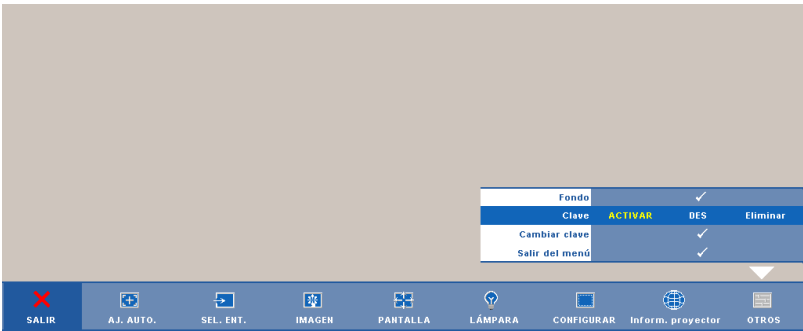 Fondo
Clave ACTIVAR DES Eliminar
Cambiar clave
Salir del menú
SALIR AJ. AUTO. SEL. ENT. IMAGEN PANTALLA LÁMPARA CONFIGURAR Inform. proyector OTROS